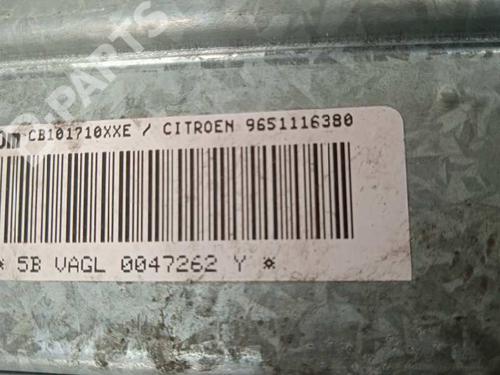 CB101710XXE / CITROEN 9651116380
* 5B VAGL 0047262 Y *